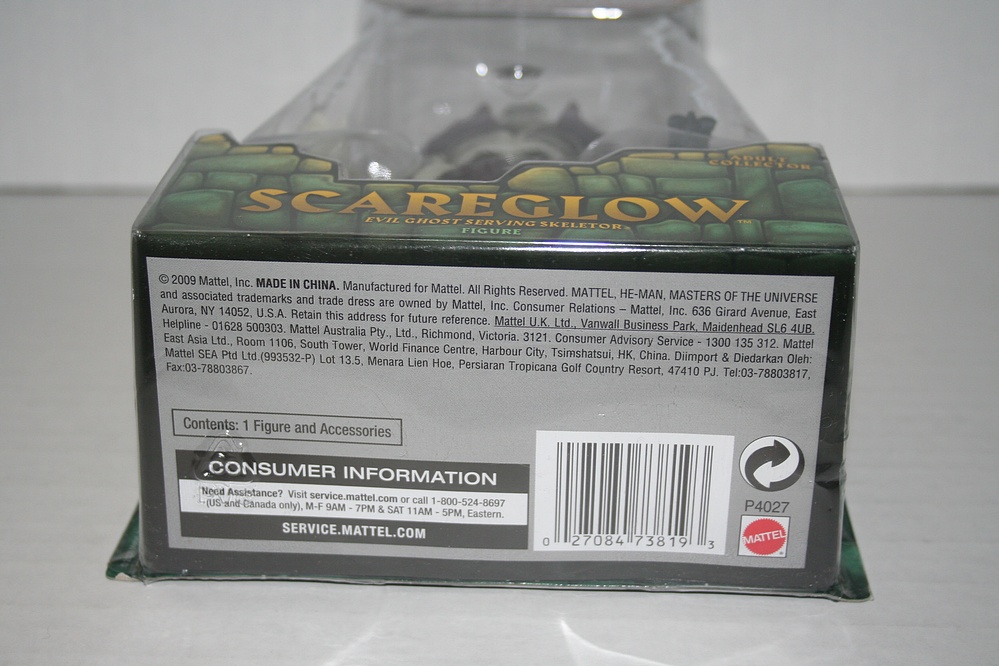 ADULT
COLLECTOR
SCAREGLOW™
EVIL GHOST SERVING SKELETOR
FIGURE
© 2009 Mattel, Inc. MADE IN CHINA. Manufactured for Mattel. All Rights Reserved. MATTEL, HE-MAN, MASTERS OF THE UNIVERSE
and associated trademarks and trade dress are owned by Mattel, Inc. Consumer Relations – Mattel, Inc. 636 Girard Avenue, East
Aurora, NY 14052, U.S.A. Retain this address for future reference. Mattel U.K. Ltd., Vanwall Business Park, Maidenhead SL6 4UB.
Helpline - 01628 500303. Mattel Australia Pty., Ltd., Richmond, Victoria. 3121. Consumer Advisory Service - 1300 135 312. Mattel
East Asia Ltd., Room 1106, South Tower, World Finance Centre, Harbour City, Tsimshatsui, HK, China. Diimport & Diedarkan Oleh:
Mattel SEA Ptd Ltd.(993532-P) Lot 13.5, Menara Lien Hoe, Persiaran Tropicana Golf Country Resort, 47410 PJ. Tel:03-78803817,
Fax:03-78803867.
Contents: 1 Figure and Accessories
CONSUMER INFORMATION
Need Assistance? Visit service.mattel.com or call 1-800-524-8697
(US and Canada only), M-F 9AM - 7PM & SAT 11AM - 5PM, Eastern.
SERVICE.MATTEL.COM
0 27084 73819 3
P4027
MATTEL